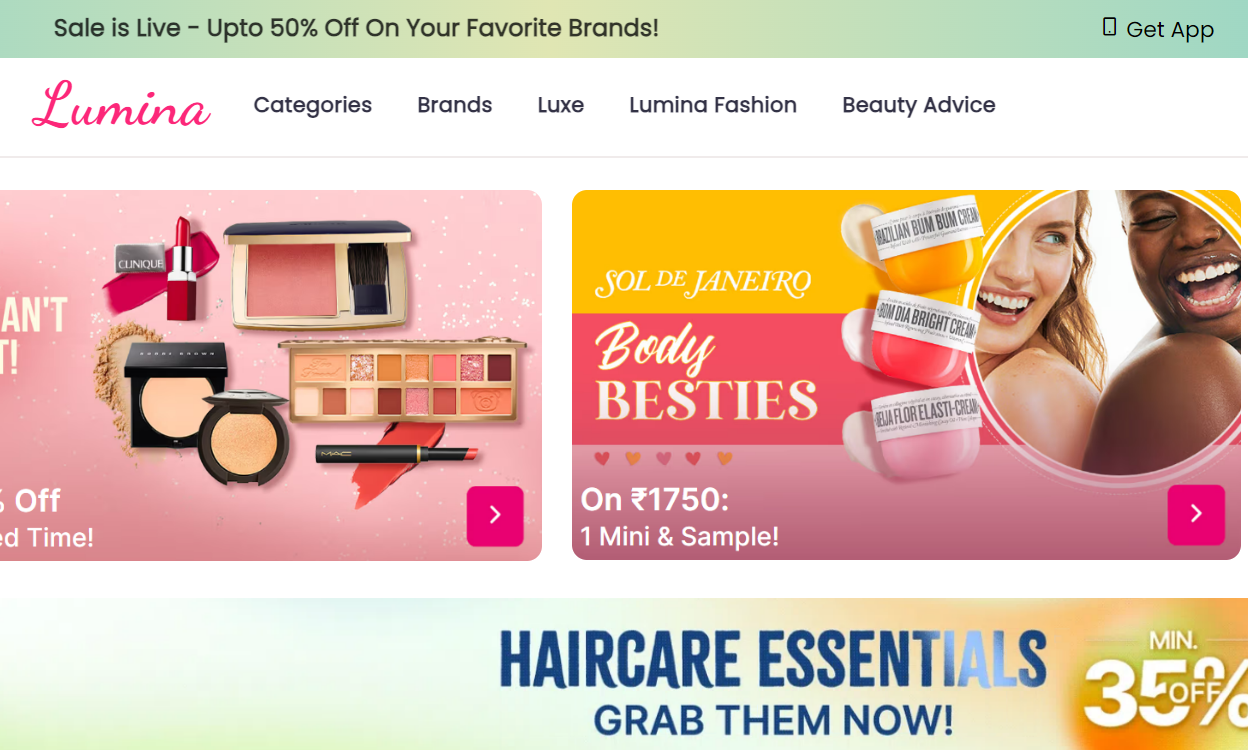 Sale is Live - Upto 50% Off On Your Favorite Brands!
Get App
Lumina
Categories
Brands
Luxe
Lumina Fashion
Beauty Advice
CLINIQUE
AN'T
T!
BOBBI BROWN
MAC
% Off
ed Time!
SOL DE JANEIRO
Body
BESTIES
BRAZILIAN BUM BUM CREAM
BOM DIA BRIGHT CREAM
BEIJA FLOR ELASTI-CREAM
On ₹1750:
1 Mini & Sample!
HAIRCARE ESSENTIALS
GRAB THEM NOW!
MIN.
35%
OFF